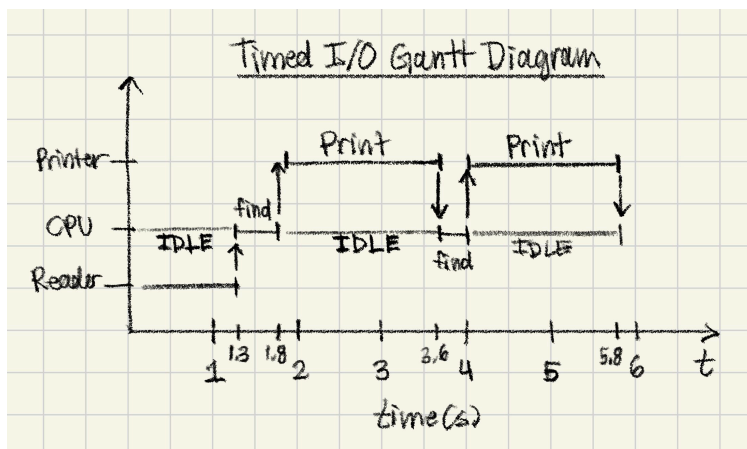 Timed I/O Gantt Diagram
Printer
Print
Print
find
CPU
IDLE
IDLE
find
IDLE
Reader
1 1.3 1.8 2 3 3.6 4 5 5.8 6 t
time(s)